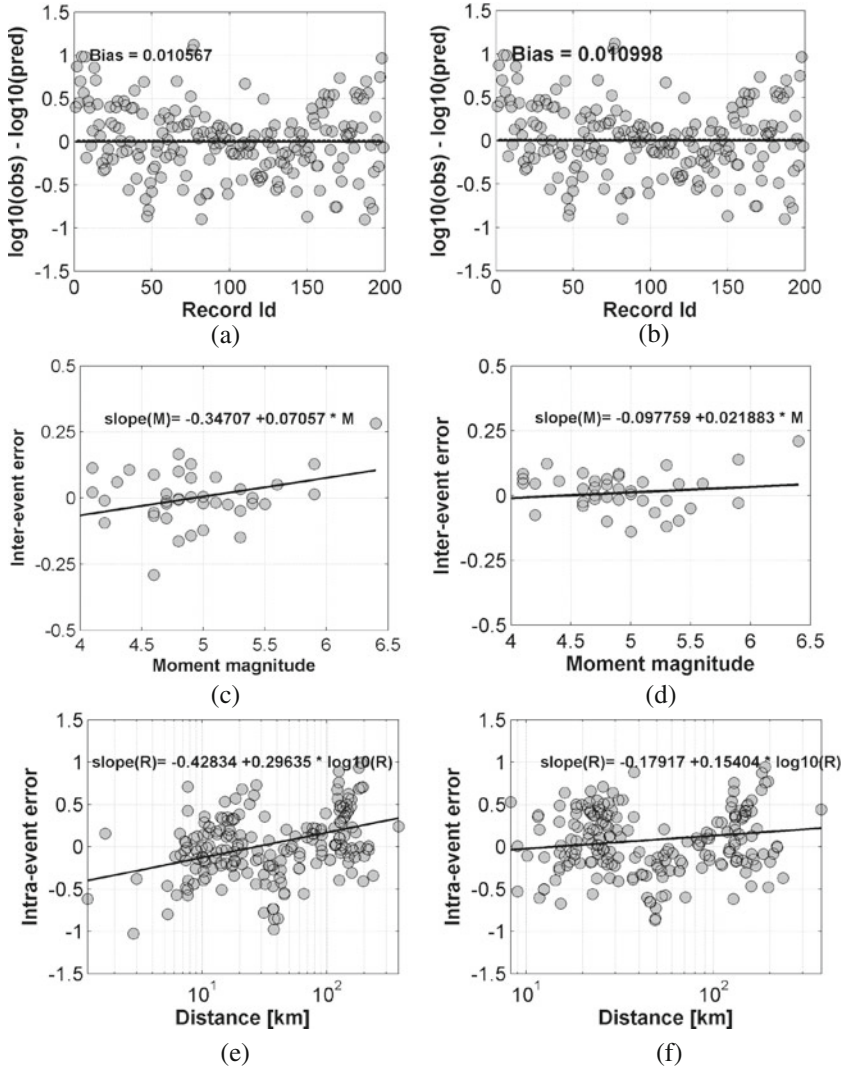 1.5
1
0.5
0
-0.5
-1
-1.5
log10(obs) - log10(pred)
Bias = 0.010567
0 50 100 150 200
Record Id
(a)
1.5
1
0.5
0
-0.5
-1
-1.5
log10(obs) - log10(pred)
Bias = 0.010998
0 50 100 150 200
Record Id
(b)
0.5
0.25
0
-0.25
-0.5
Inter-event error
slope(M)= -0.34707 +0.07057 * M
4 4.5 5 5.5 6 6.5
Moment magnitude
(c)
0.5
0.25
0
-0.25
-0.5
Inter-event error
slope(M)= -0.097759 +0.021883 * M
4 4.5 5 5.5 6 6.5
Moment magnitude
(d)
1.5
1
0.5
0
-0.5
-1
-1.5
Intra-event error
slope(R)= -0.42834 +0.29635 * log10(R)
10^1 10^2
Distance [km]
(e)
1.5
1
0.5
0
-0.5
-1
-1.5
Intra-event error
slope(R)= -0.17917 +0.15404 * log10(R)
10^1 10^2
Distance [km]
(f)